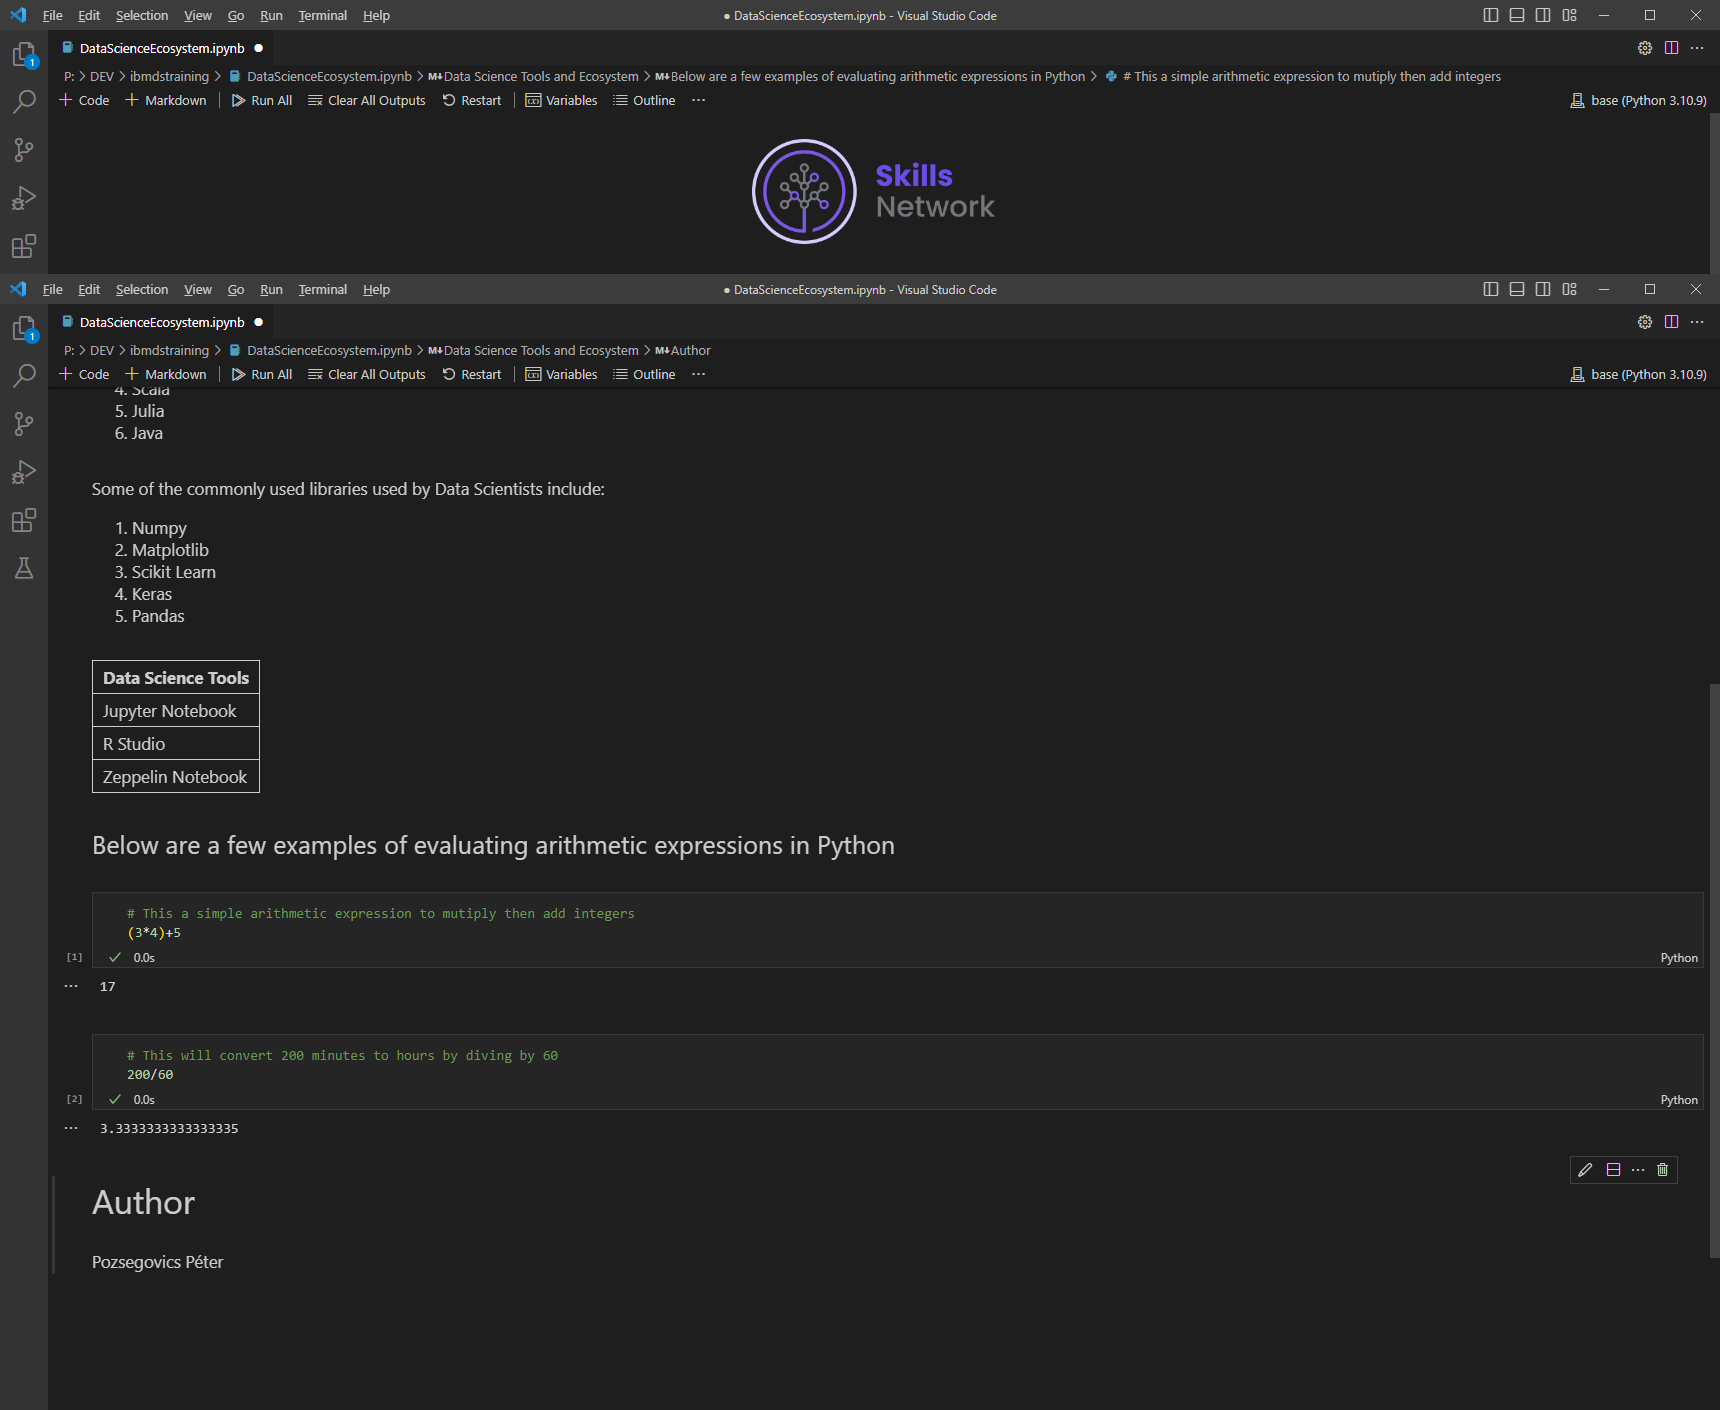 File Edit Selection View Go Run Terminal Help
● DataScienceEcosystem.ipynb - Visual Studio Code
DataScienceEcosystem.ipynb ●
1
P: > DEV > ibmdstraining > DataScienceEcosystem.ipynb > M↓Data Science Tools and Ecosystem > M↓Below are a few examples of evaluating arithmetic expressions in Python > # This a simple arithmetic expression to mutiply then add integers
+ Code + Markdown | Run All Clear All Outputs Restart | Variables Outline ··· base (Python 3.10.9)
Skills
Network
File Edit Selection View Go Run Terminal Help
● DataScienceEcosystem.ipynb - Visual Studio Code
DataScienceEcosystem.ipynb ●
1
P: > DEV > ibmdstraining > DataScienceEcosystem.ipynb > M↓Data Science Tools and Ecosystem > M↓Author
+ Code + Markdown | Run All Clear All Outputs Restart | Variables Outline ··· base (Python 3.10.9)
4. Scala
5. Julia
6. Java
Some of the commonly used libraries used by Data Scientists include:
1. Numpy
2. Matplotlib
3. Scikit Learn
4. Keras
5. Pandas
Data Science Tools
Jupyter Notebook
R Studio
Zeppelin Notebook
Below are a few examples of evaluating arithmetic expressions in Python
# This a simple arithmetic expression to mutiply then add integers
(3*4)+5
[1] ✓ 0.0s Python
··· 17
# This will convert 200 minutes to hours by diving by 60
200/60
[2] ✓ 0.0s Python
··· 3.3333333333333335
Author
Pozsegovics Péter